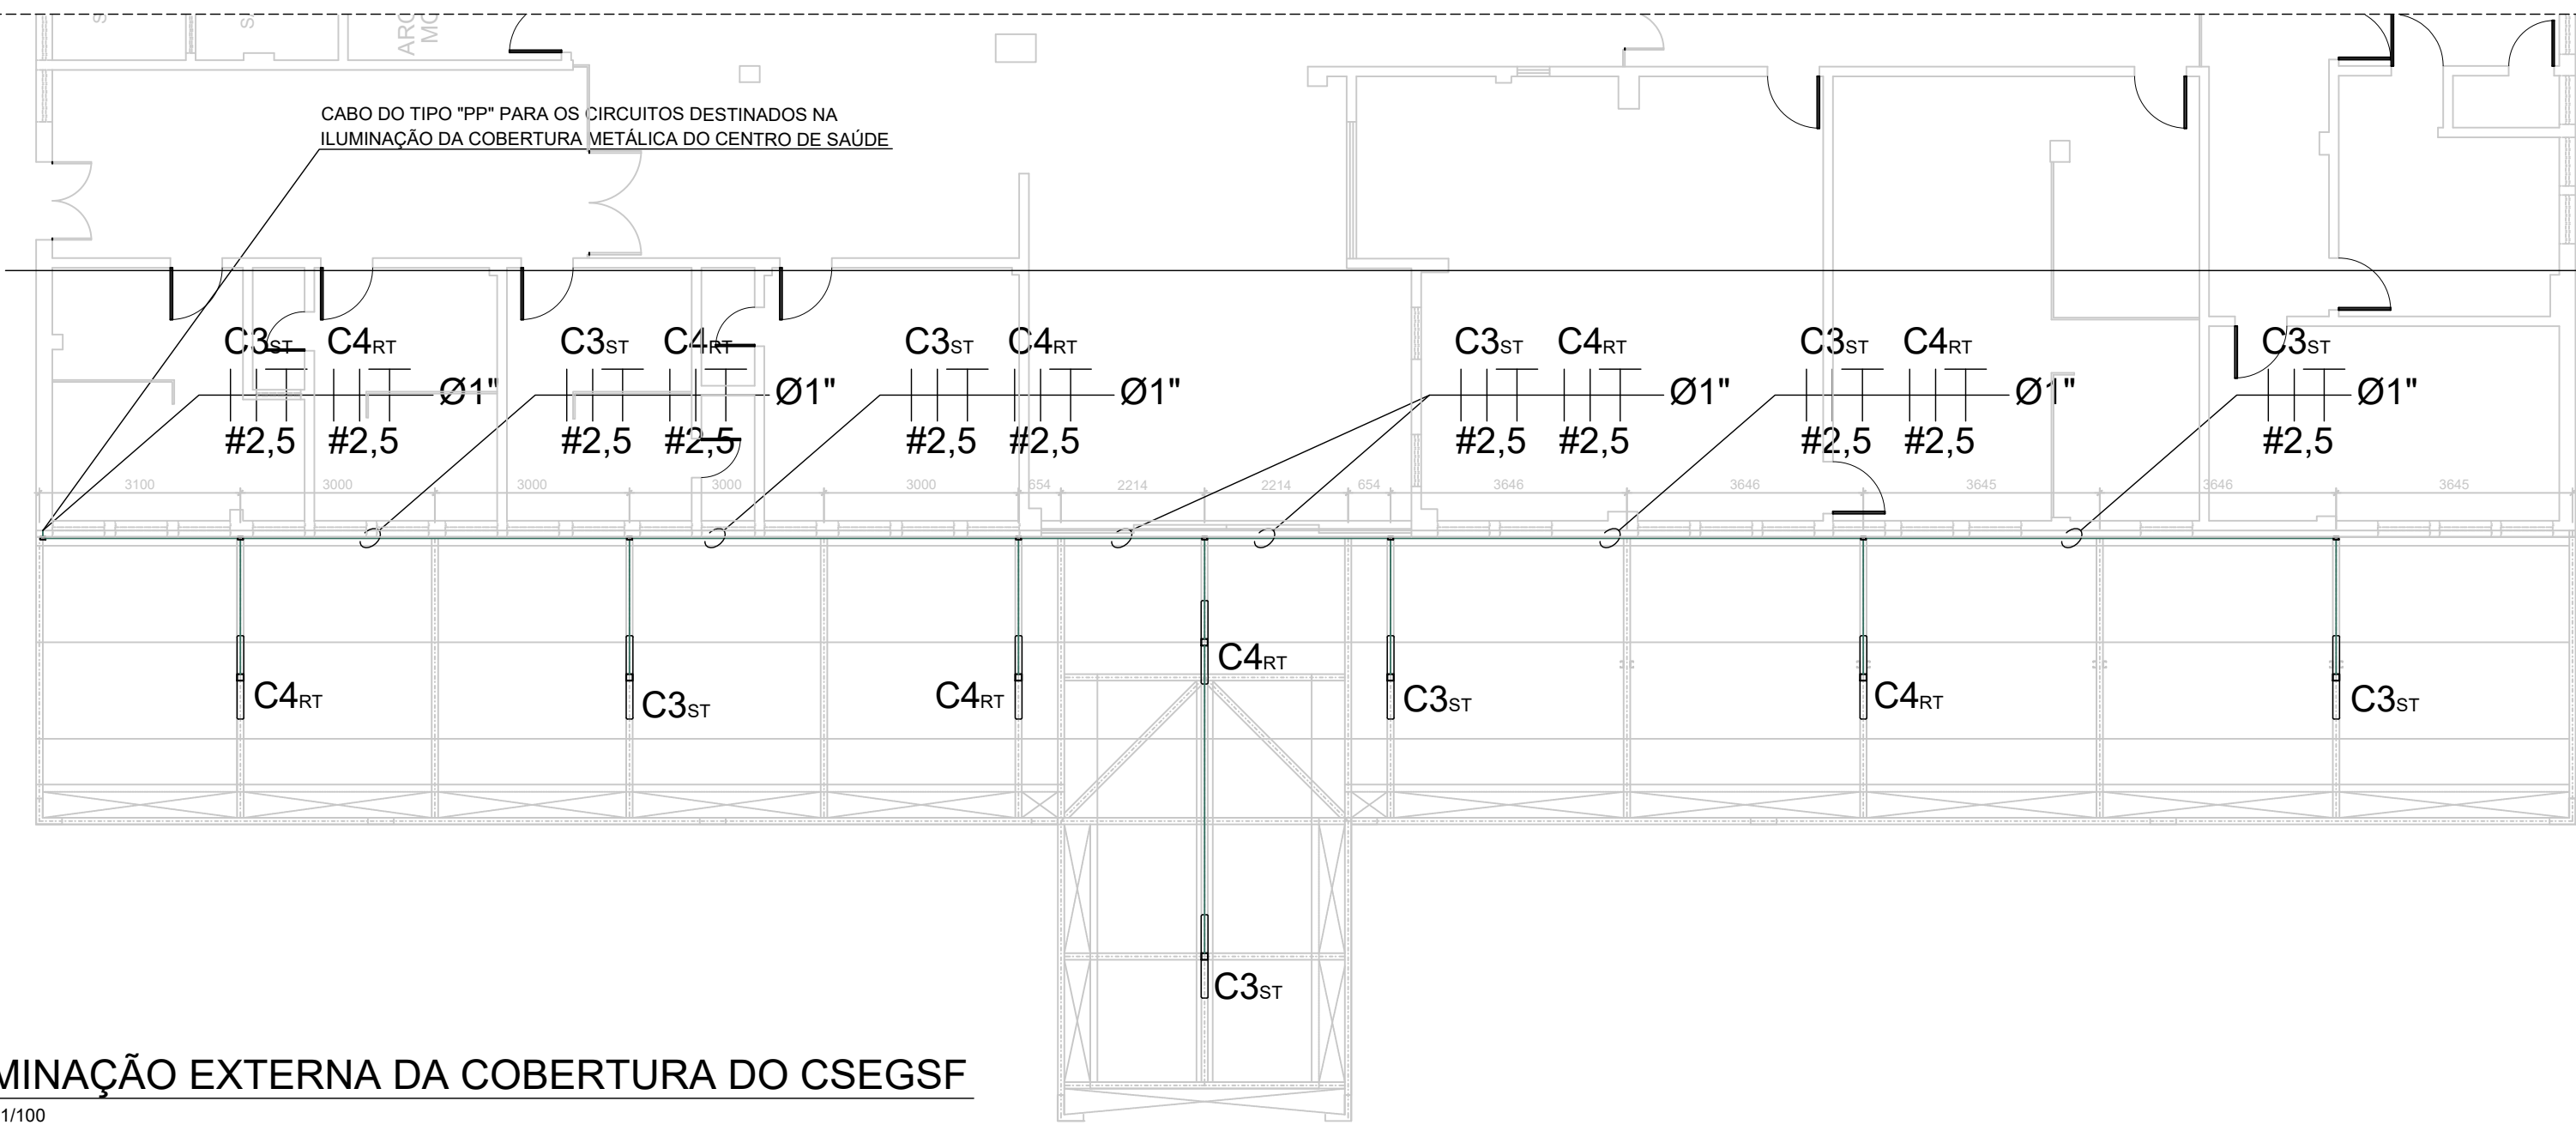 ARQ
MO
CABO DO TIPO "PP" PARA OS CIRCUITOS DESTINADOS NA
ILUMINAÇÃO DA COBERTURA METÁLICA DO CENTRO DE SAÚDE
C3ST C4RT C3ST C4RT C3ST C4RT C3ST C4RT C3ST C4RT C3ST
Ø1" Ø1" Ø1" Ø1" Ø1" Ø1"
#2,5 #2,5 #2,5 #2,5 #2,5 #2,5 #2,5 #2,5 #2,5 #2,5 #2,5
3100 3000 3000 3000 3000 654 2214 2214 654 3646 3646 3645 3646 3645
C4RT
C4RT C3ST C4RT C3ST C4RT C3ST
C3ST
MINAÇÃO EXTERNA DA COBERTURA DO CSEGSF
1/100